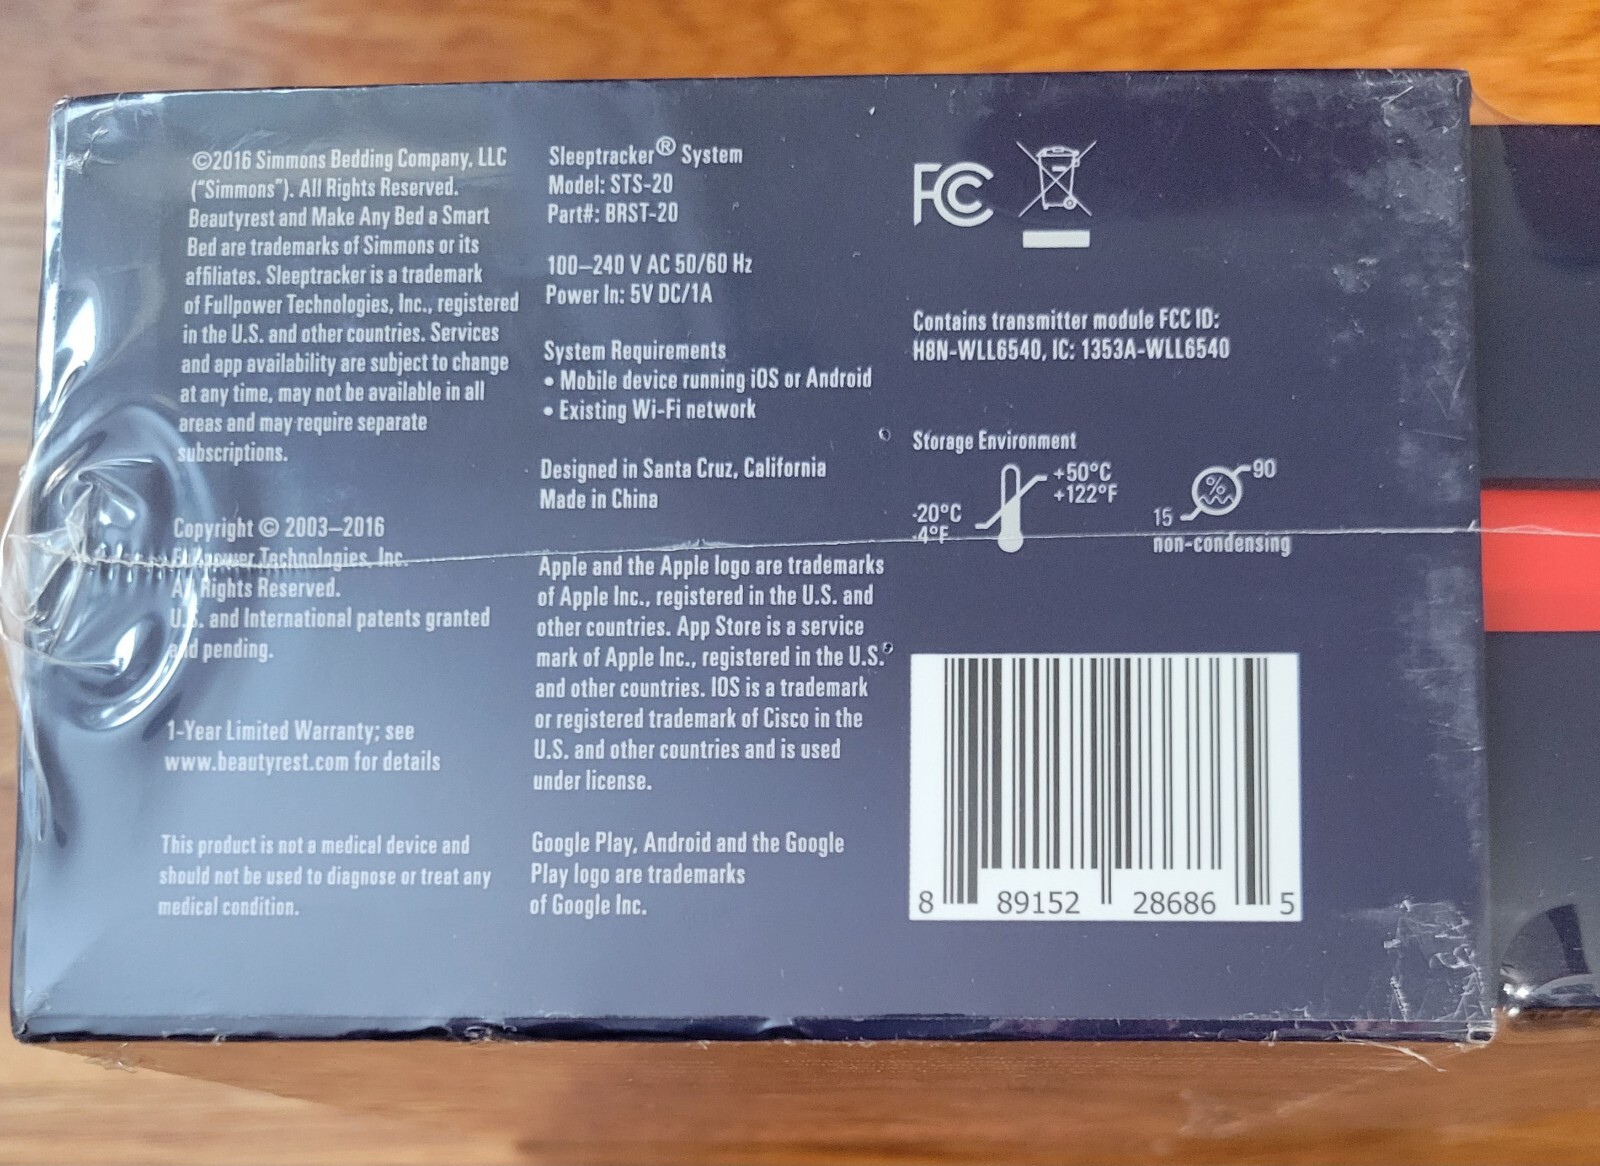 ©2016 Simmons Bedding Company, LLC
("Simmons"). All Rights Reserved.
Beautyrest and Make Any Bed a Smart
Bed are trademarks of Simmons or its
affiliates. Sleeptracker is a trademark
of Fullpower Technologies, Inc., registered
in the U.S. and other countries. Services
and app availability are subject to change
at any time, may not be available in all
areas and may require separate
subscriptions.
Copyright © 2003–2016
Fullpower Technologies, Inc.
All Rights Reserved.
U.S. and International patents granted
and pending.
1-Year Limited Warranty; see
www.beautyrest.com for details
This product is not a medical device and
should not be used to diagnose or treat any
medical condition.
Sleeptracker® System
Model: STS-20
Part#: BRST-20
100–240 V AC 50/60 Hz
Power In: 5V DC/1A
System Requirements
• Mobile device running iOS or Android
• Existing Wi-Fi network
Designed in Santa Cruz, California
Made in China
Apple and the Apple logo are trademarks
of Apple Inc., registered in the U.S. and
other countries. App Store is a service
mark of Apple Inc., registered in the U.S.
and other countries. IOS is a trademark
or registered trademark of Cisco in the
U.S. and other countries and is used
under license.
Google Play, Android and the Google
Play logo are trademarks
of Google Inc.
FC
Contains transmitter module FCC ID:
H8N-WLL6540, IC: 1353A-WLL6540
Storage Environment
+50°C
+122°F
-20°C
-4°F
%
90
15
non-condensing
8 89152 28686 5